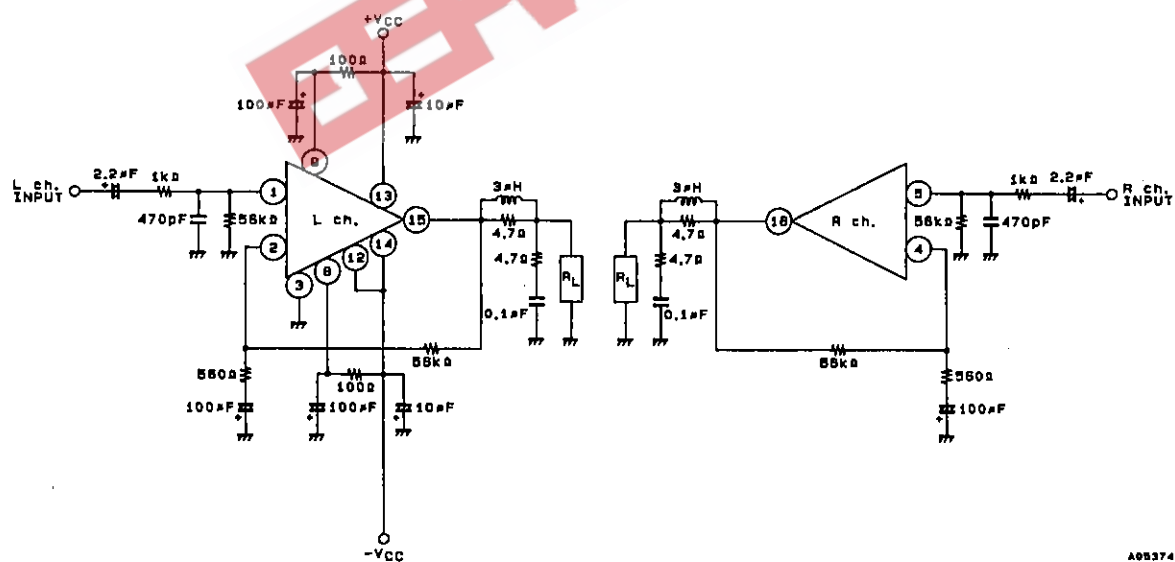 +VCC
100Ω
100μF
10μF
L ch.
INPUT
2.2μF
1kΩ
470pF
56kΩ
1
2
3
8
9
12
13
14
15
L ch.
3μH
4.7Ω
4.7Ω
0.1μF
RL
56kΩ
560Ω
100μF
100Ω
100μF
10μF
-VCC
3μH
4.7Ω
4.7Ω
0.1μF
RL
R ch.
5
4
56kΩ
470pF
1kΩ
2.2μF
R ch.
INPUT
56kΩ
560Ω
100μF
A05374